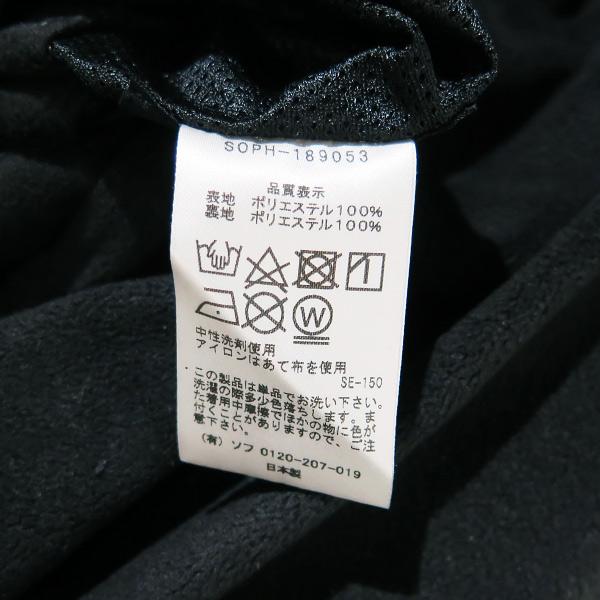 SOPH-189053
品質表示
表地 ポリエステル100%
裏地 ポリエステル100%
W
中性洗剤使用
アイロンはあて布を使用
SE-150
この製品は単品でお洗い下さい。
洗濯の際多少色落ちします。ま
た着用中摩擦でほかの物に色が
付くことがありますので、ご注
意下さい。
(有) ソフ 0120-207-019
日本製